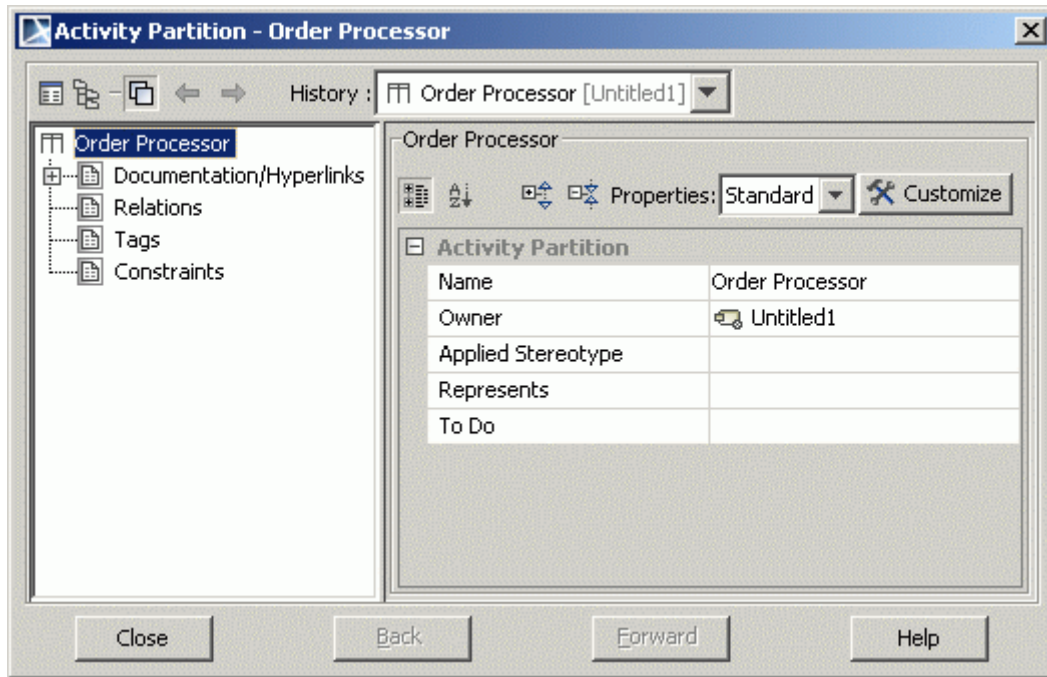 Activity Partition - Order Processor
History : Order Processor [Untitled1]
Order Processor
Documentation/Hyperlinks
Relations
Tags
Constraints
Order Processor
Properties: Standard Customize
Activity Partition
Name Order Processor
Owner Untitled1
Applied Stereotype
Represents
To Do
Close Back Forward Help